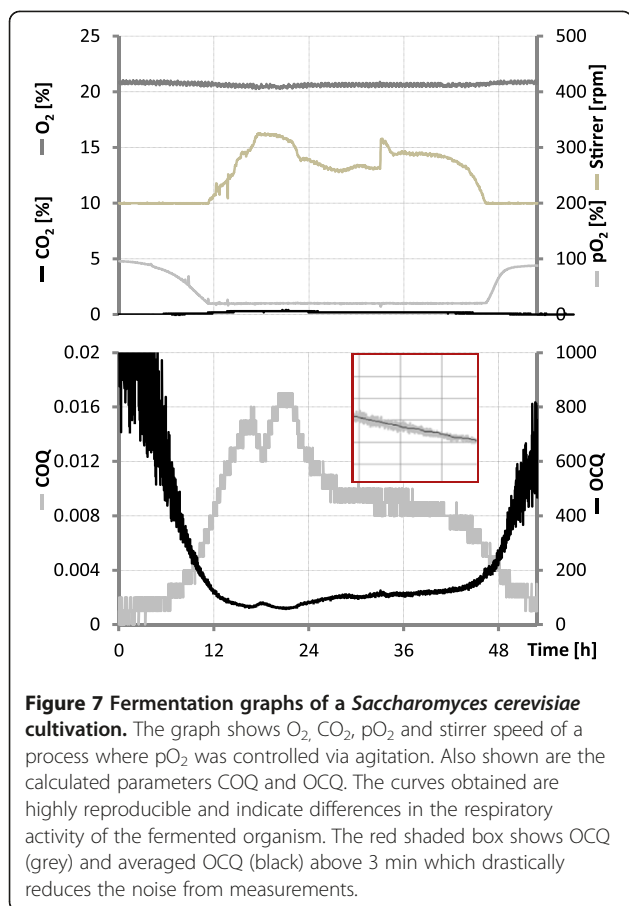 25
20
15
10
5
0
CO₂ [%] O₂ [%]
500
400
300
200
100
0
pO₂ [%] Stirrer [rpm]
0.02
0.016
0.012
0.008
0.004
0
COQ
1000
800
600
400
200
0
OCQ
0 12 24 36 48 Time [h]
Figure 7 Fermentation graphs of a Saccharomyces cerevisiae
cultivation. The graph shows O₂, CO₂, pO₂ and stirrer speed of a
process where pO₂ was controlled via agitation. Also shown are the
calculated parameters COQ and OCQ. The curves obtained are
highly reproducible and indicate differences in the respiratory
activity of the fermented organism. The red shaded box shows OCQ
(grey) and averaged OCQ (black) above 3 min which drastically
reduces the noise from measurements.